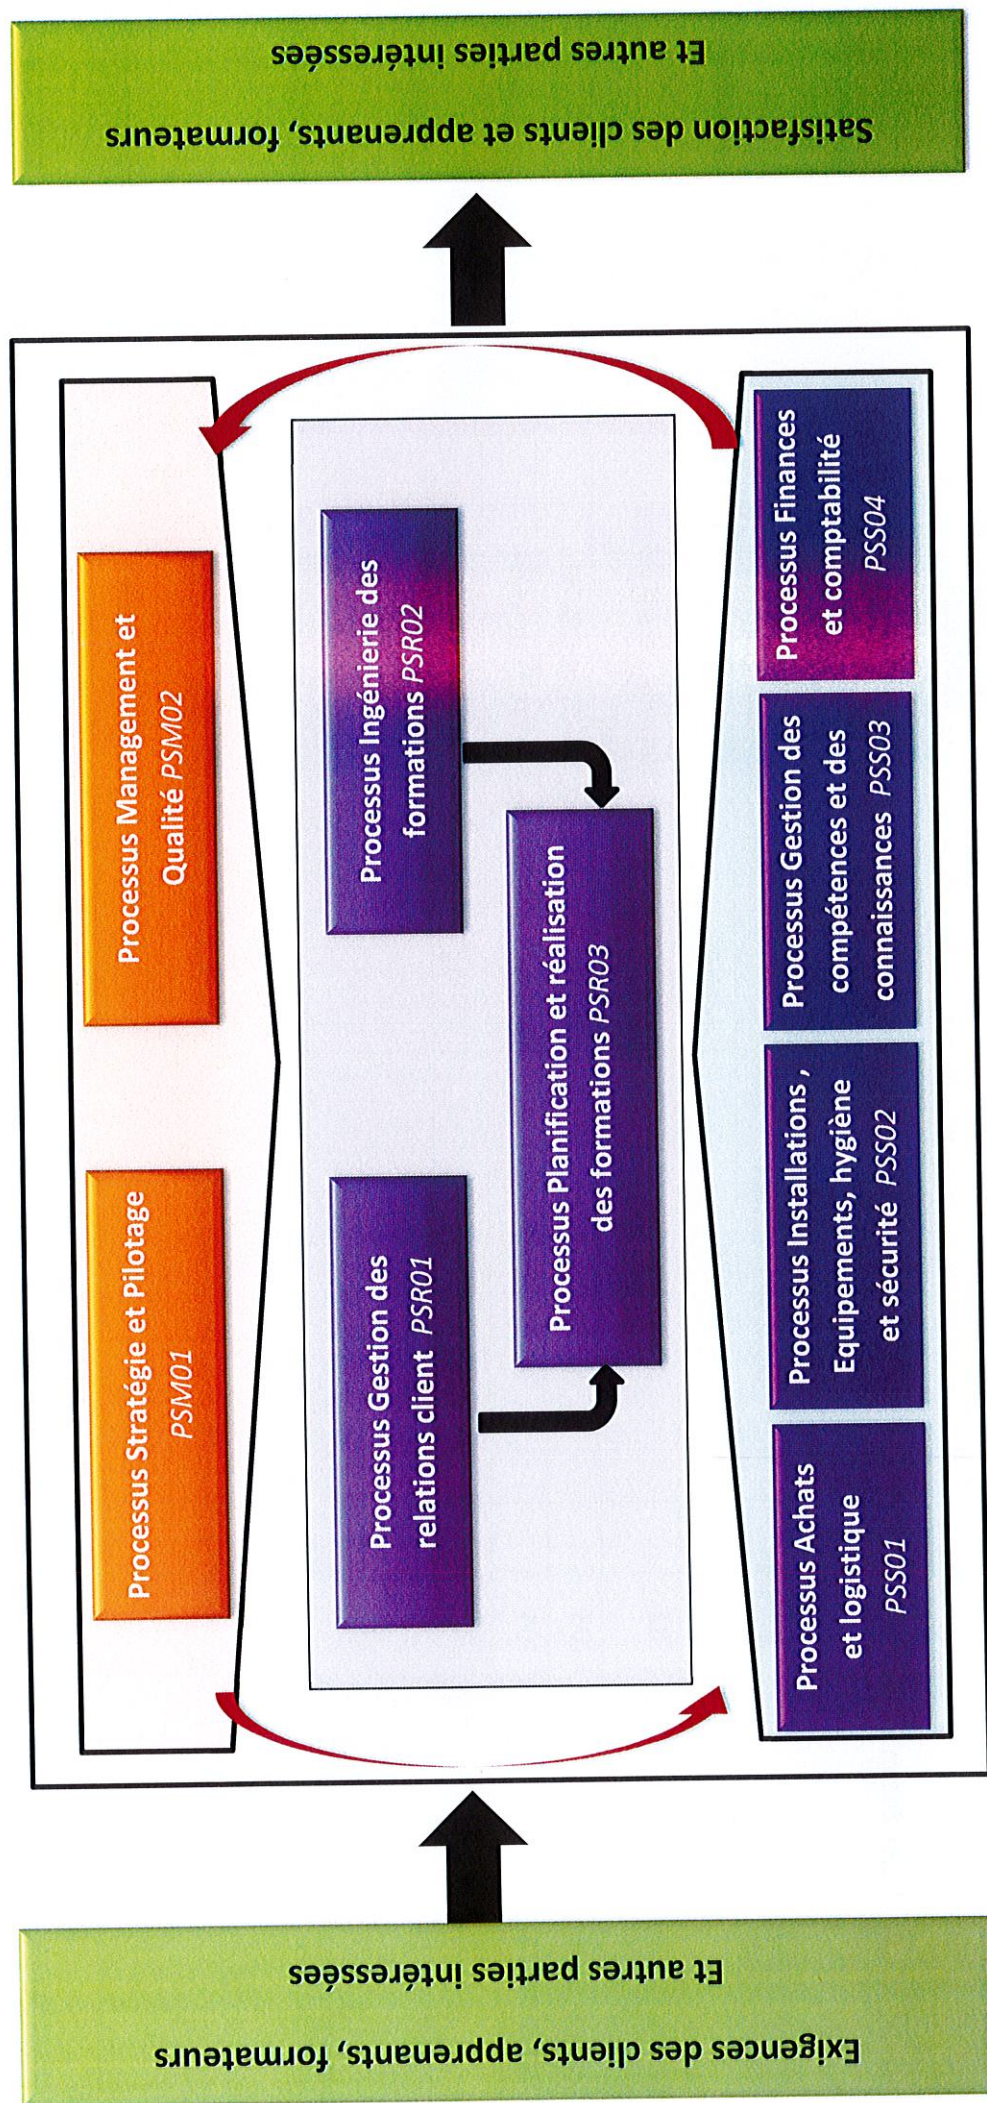 Exigences des clients, apprenants, formateurs
Et autres parties intéressées
Processus Stratégie et Pilotage
PSM01
Processus Management et
Qualité PSM02
Processus Gestion des
relations client PSR01
Processus Ingénierie des
formations PSR02
Processus Planification et réalisation
des formations PSR03
Processus Achats
et logistique
PSS01
Processus Installations ,
Equipements, hygiène
et sécurité PSS02
Processus Gestion des
compétences et des
connaissances PSS03
Processus Finances
et comptabilité
PSS04
Satisfaction des clients et apprenants, formateurs
Et autres parties intéressées